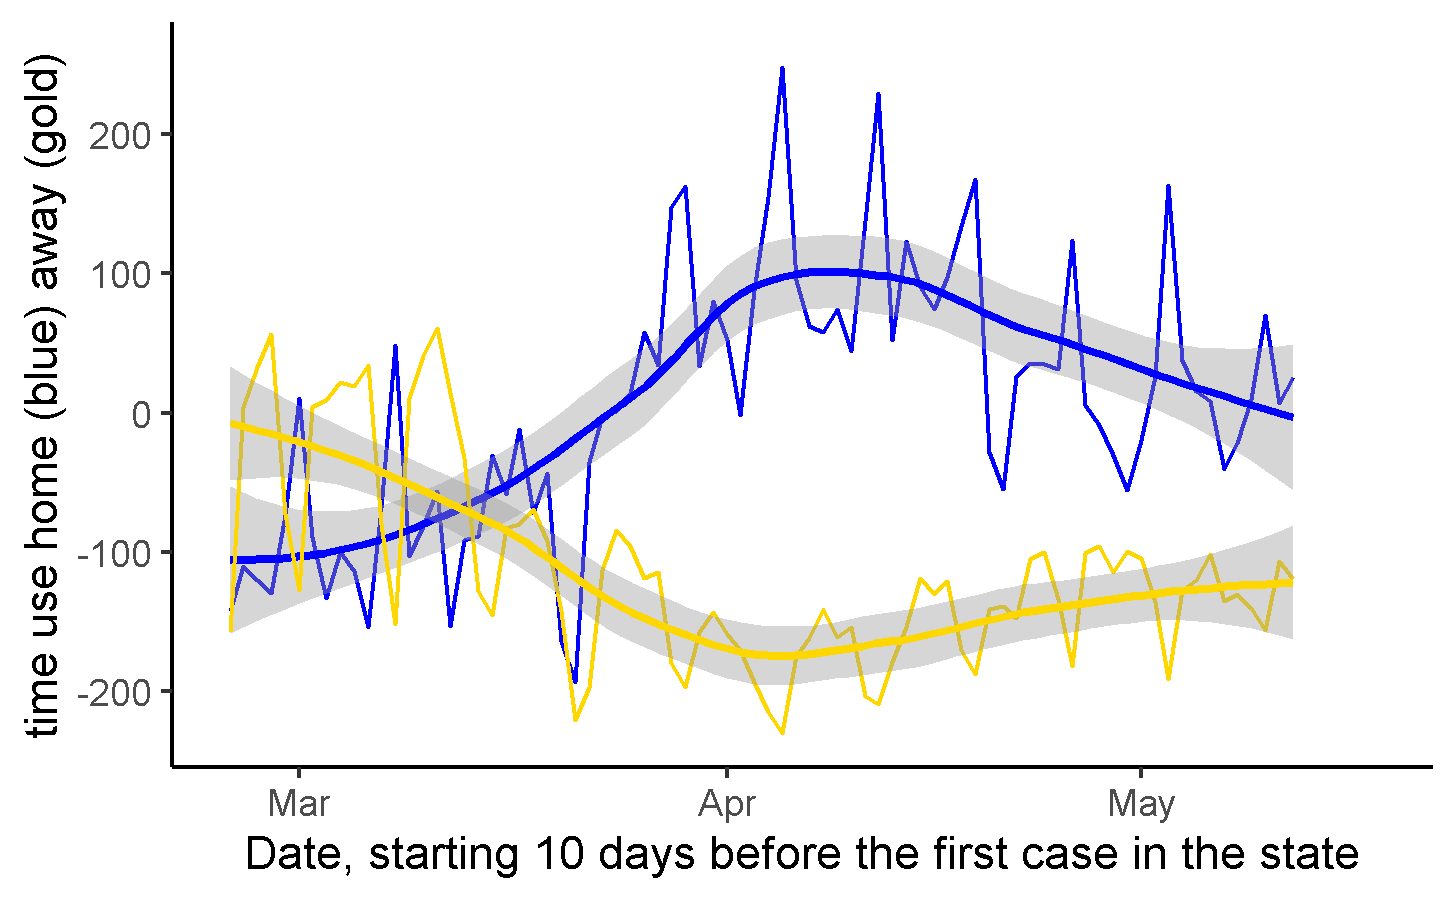 time use home (blue) away (gold)
200
100
0
-100
-200
Mar
Apr
May
Date, starting 10 days before the first case in the state